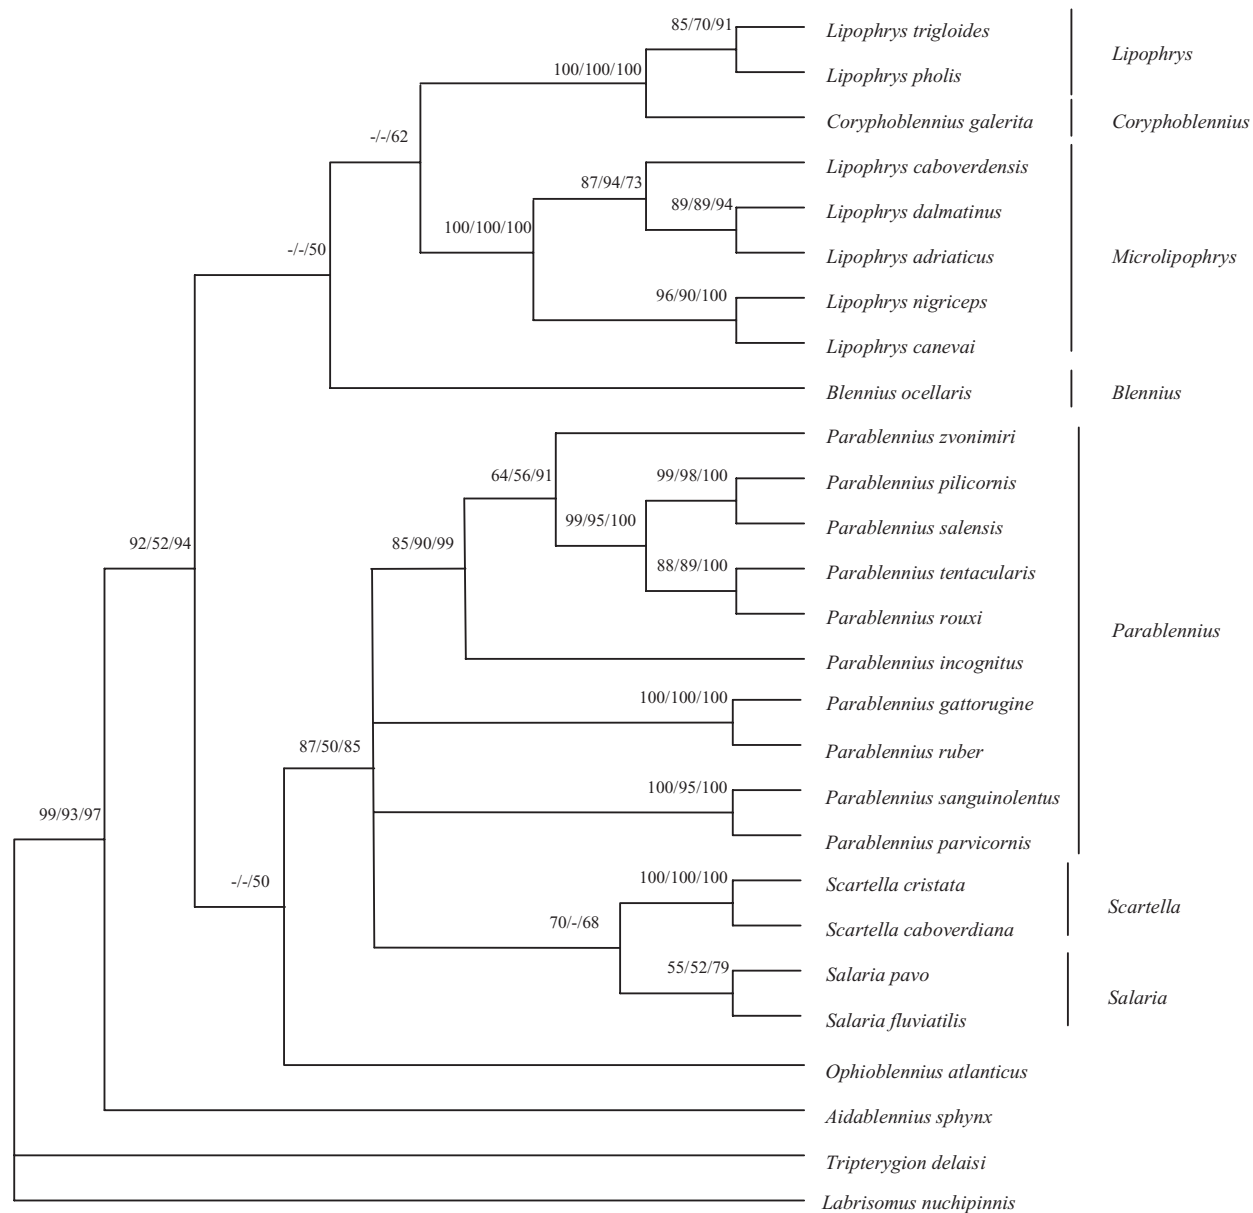 85/70/91
Lipophrys trigloides
Lipophrys
100/100/100
Lipophrys pholis
Coryphoblennius galerita
Coryphoblennius
-/-/62
Lipophrys caboverdensis
87/94/73
89/89/94
Lipophrys dalmatinus
100/100/100
-/-/50
Lipophrys adriaticus
Microlipophrys
96/90/100
Lipophrys nigriceps
Lipophrys canevai
Blennius ocellaris
Blennius
Parablennius zvonimiri
64/56/91
99/98/100
Parablennius pilicornis
99/95/100
Parablennius salensis
92/52/94
85/90/99
88/89/100
Parablennius tentacularis
Parablennius rouxi
Parablennius
Parablennius incognitus
100/100/100
Parablennius gattorugine
87/50/85
Parablennius ruber
100/95/100
Parablennius sanguinolentus
99/93/97
Parablennius parvicornis
-/-/50
100/100/100
Scartella cristata
Scartella
70/-/68
Scartella caboverdiana
55/52/79
Salaria pavo
Salaria
Salaria fluviatilis
Ophioblennius atlanticus
Aidablennius sphynx
Tripterygion delaisi
Labrisomus nuchipinnis